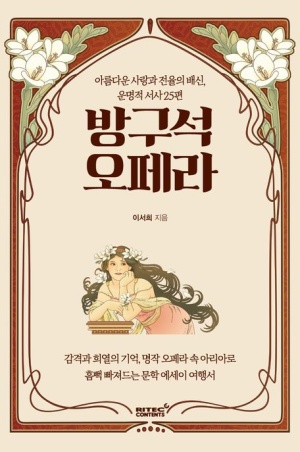 아름다운 사랑과 전율의 배신,
운명적 서사 25편
방구석
오페라
이서희 지음
감격과 희열의 기억, 명작 오페라 속 아리아로
흠뻑 빠져드는 문학 에세이 여행서
RITEC
CONTENTS